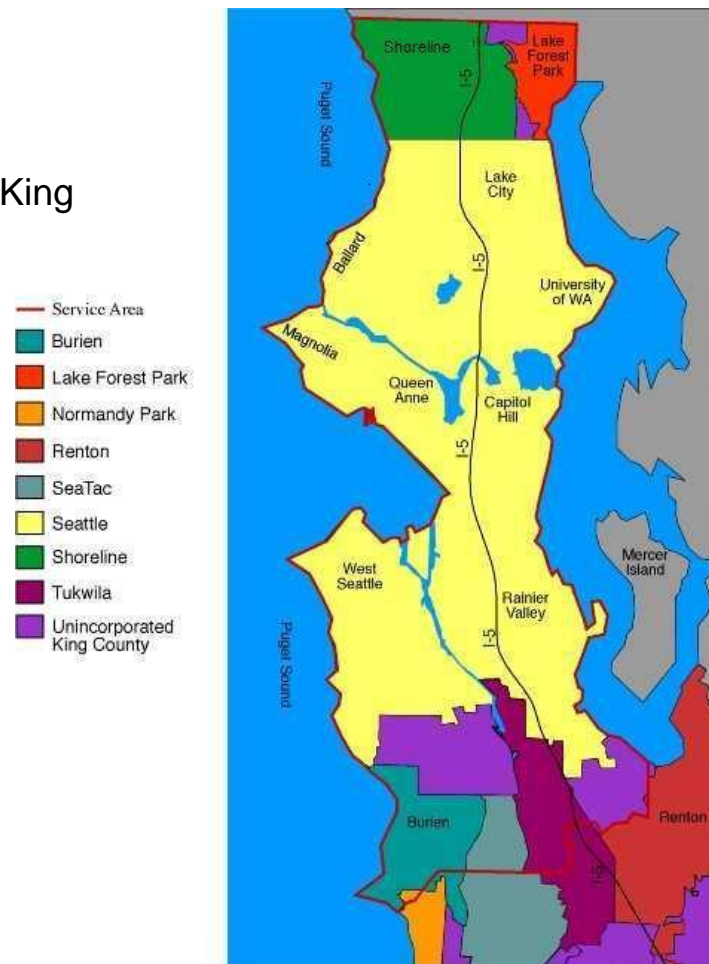 King
Service Area
Burien
Lake Forest Park
Normandy Park
Renton
SeaTac
Seattle
Shoreline
Tukwila
Unincorporated
King County
Shoreline
Lake
Forest
Park
I-5
Puget Sound
Lake
City
Ballard
I-5
University
of WA
Magnolia
Queen
Anne
Capitol
Hill
I-5
West
Seattle
Mercer
Island
Rainier
Valley
I-5
Puget Sound
Burien
Renton
I-5